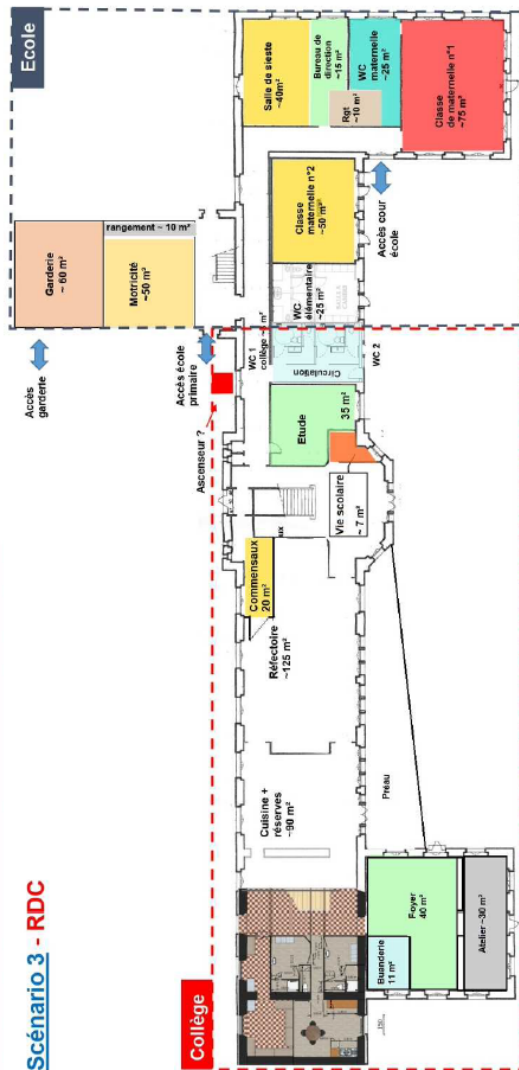 Scénario 3 - RDC
Ecole
Collège
Accès
garderie
Garderie
~ 60 m²
rangement ~ 10 m²
Motricité
~50 m²
Accès école
primaire
Ascenseur ?
Salle de sieste
~40m²
Bureau de
direction
~15 m²
WC
maternelle
~25 m²
Rgt
~10 m²
Classe
de maternelle n°1
~75 m²
Classe
maternelle n°2
~50 m²
Accès cour
école
WC
élémentaire
~25 m²
WC 1
collège
Circulation
WC 2
Etude
35 m²
Vie scolaire
~ 7 m²
Commensaux
20 m²
Réfectoire
~125 m²
Cuisine +
réserves
~90 m²
Préau
Foyer
40 m²
Buanderie
11 m²
Atelier ~30 m²